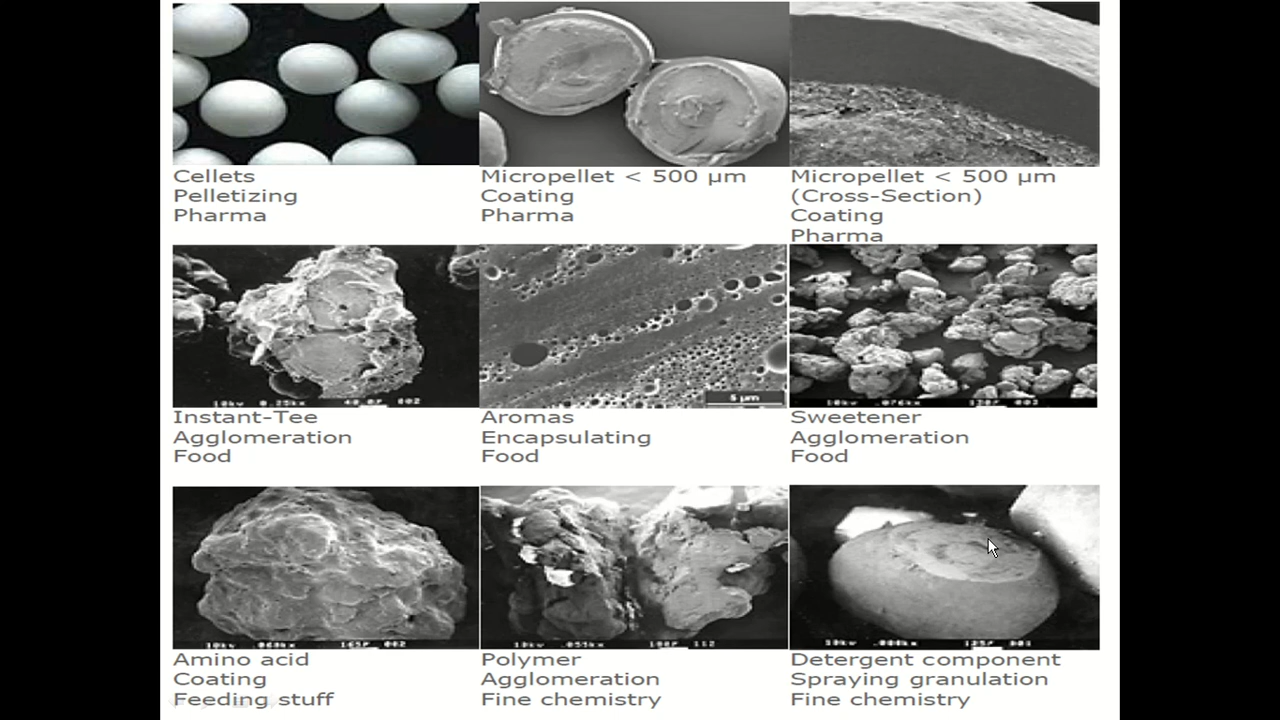 Cellets
Pelletizing
Pharma
Micropellet < 500 µm
Coating
Pharma
Micropellet < 500 µm
(Cross-Section)
Coating
Pharma
5 µm
Instant-Tee
Agglomeration
Food
Aromas
Encapsulating
Food
Sweetener
Agglomeration
Food
Amino acid
Coating
Feeding stuff
Polymer
Agglomeration
Fine chemistry
Detergent component
Spraying granulation
Fine chemistry